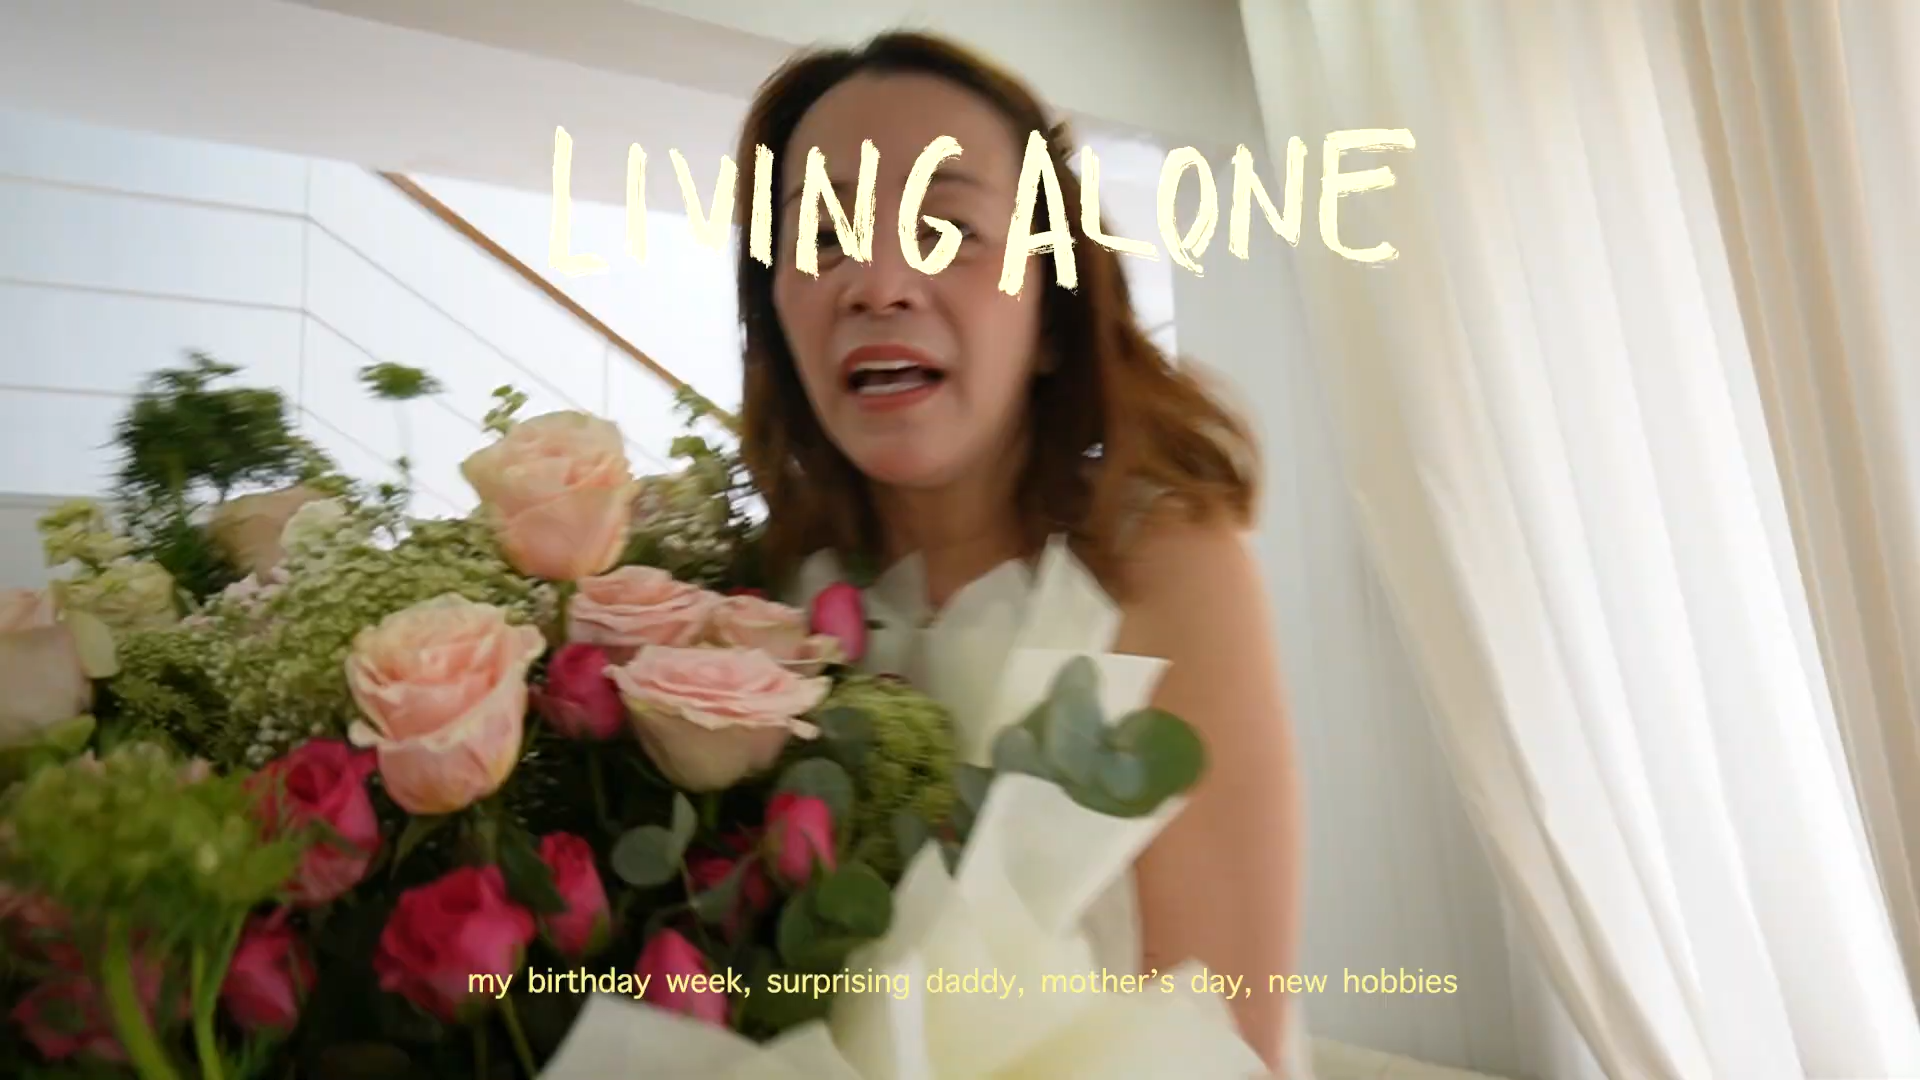 LIVING ALONE
my birthday week, surprising daddy, mother's day, new hobbies